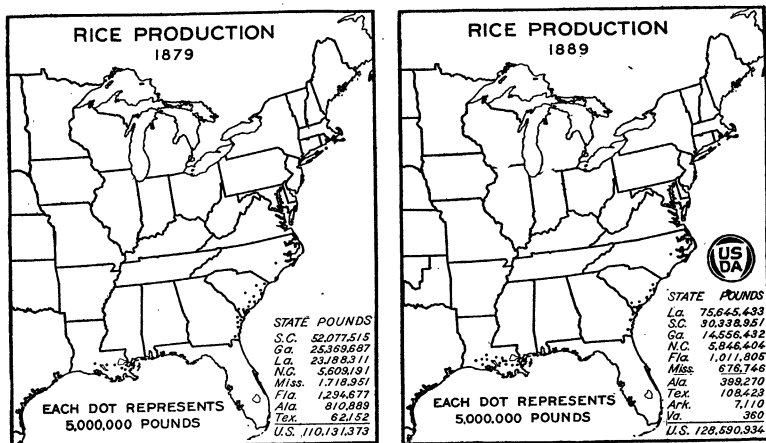 RICE PRODUCTION
1879
STATE POUNDS
S.C. 52,077,515
Ga. 25,369,687
La. 23,188,311
N.C. 5,609,191
Miss. 1,718,951
Fla. 1,294,677
Ala. 810,889
Tex. 62,152
U.S. 110,131,373
EACH DOT REPRESENTS
5,000,000 POUNDS
RICE PRODUCTION
1889
US
DA
STATE POUNDS
La. 75,645,433
S.C. 30,338,951
Ga. 14,556,432
N.C. 5,846,404
Fla. 1,011,805
Miss. 676,746
Ala. 399,270
Tex. 108,423
Ark. 7,110
Va. 360
U.S. 128,590,934
EACH DOT REPRESENTS
5,000,000 POUNDS